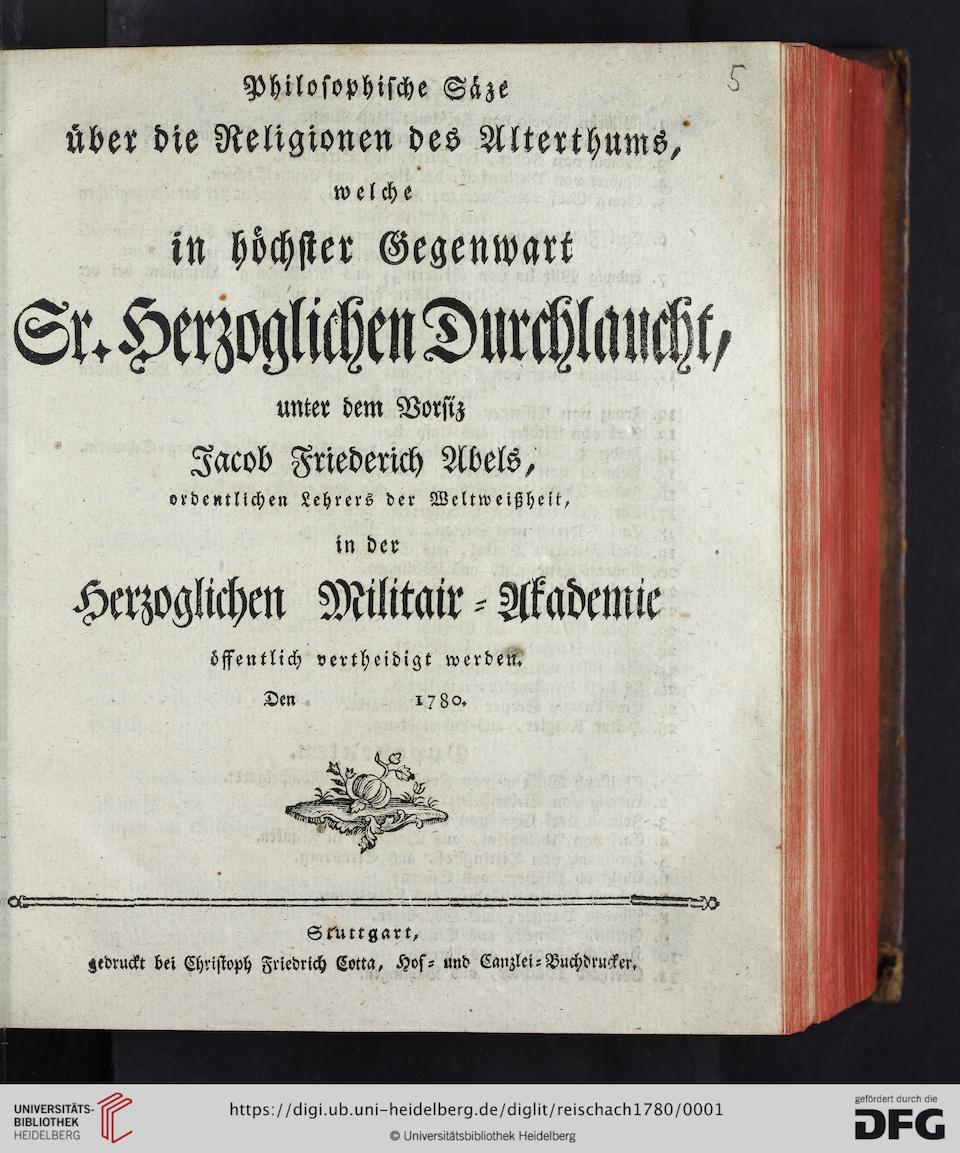 5
Philosophische Säze
über die Religionen des Alterthums,
welche
in höchster Gegenwart
Sr. Herzoglichen Durchlaucht,
unter dem Vorsiz
Jacob Friederich Abels,
ordentlichen Lehrers der Weltweißheit,
in der
Herzoglichen Militair-Akademie
öffentlich vertheidigt werden.
Den 1780.
Stuttgart,
gedruckt bei Christoph Friedrich Cotta, Hof- und Canzlei-Buchdrucker.
UNIVERSITÄTS-
BIBLIOTHEK
HEIDELBERG
https://digi.ub.uni-heidelberg.de/diglit/reischach1780/0001
© Universitätsbibliothek Heidelberg
gefördert durch die
DFG